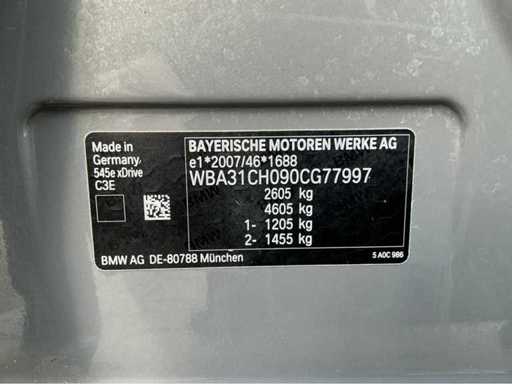 Made in
Germany
545e xDrive
C3E
BAYERISCHE MOTOREN WERKE AG
e1*2007/46*1688
WBA31CH090CG77997
2605 kg
4605 kg
1- 1205 kg
2- 1455 kg
BMW AG DE-80788 München
5 A0C 986